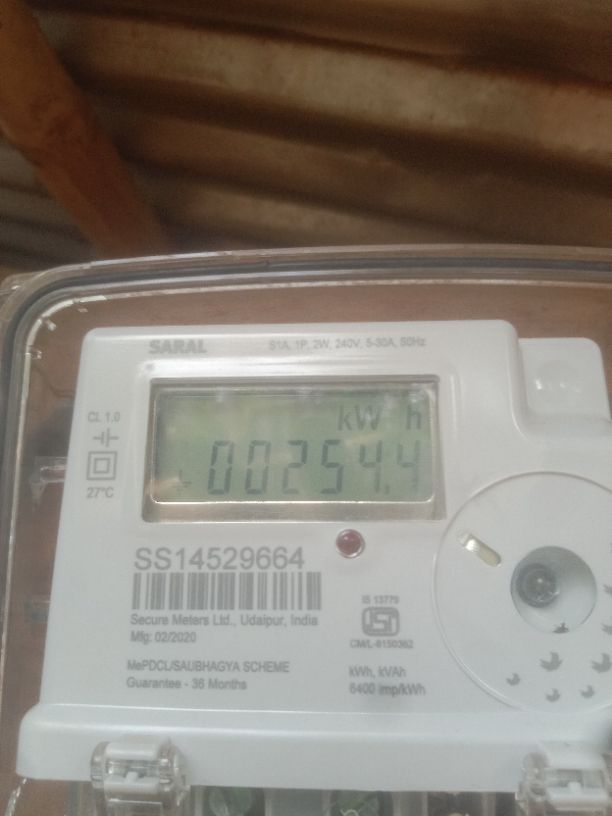 SARAL
S1A, 1P, 2W, 240V, 5-30A, 50Hz
CL 1.0
27°C
kW h
00254.4
SS14529664
Secure Meters Ltd., Udaipur, India
Mfg: 02/2020
MePDCL/SAUBHAGYA SCHEME
Guarantee - 36 Months
IS 13779
ISI
CM/L-8150362
kWh, kVAh
6400 imp/kWh